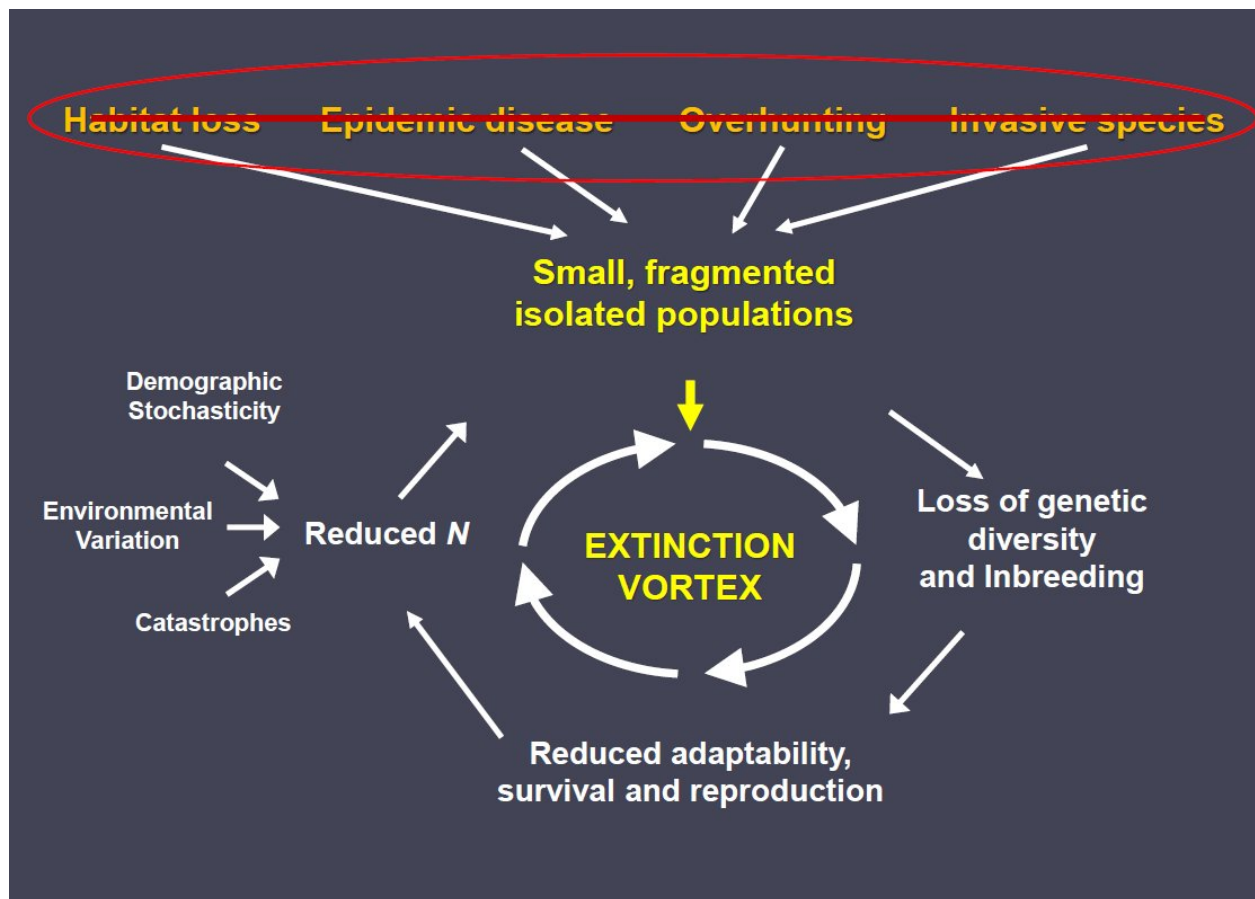 Habitat loss Epidemic disease Overhunting Invasive species
Small, fragmented
isolated populations
Demographic
Stochasticity
Environmental
Variation
Catastrophes
Reduced N
EXTINCTION
VORTEX
Loss of genetic
diversity
and Inbreeding
Reduced adaptability,
survival and reproduction